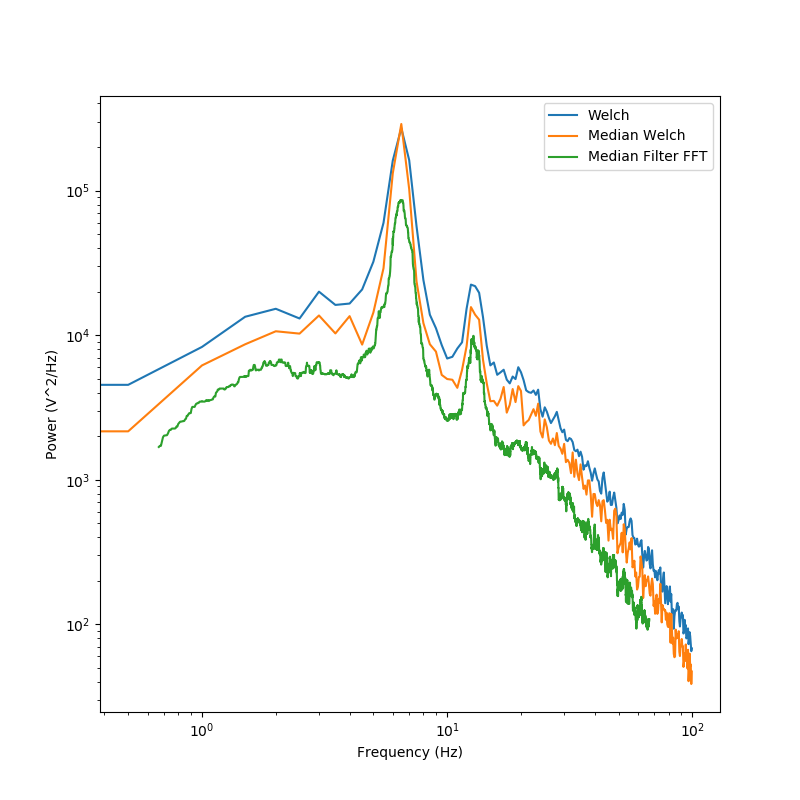 Welch
Median Welch
Median Filter FFT
10^5
10^4
10^3
10^2
Power (V^2/Hz)
10^0
10^1
10^2
Frequency (Hz)